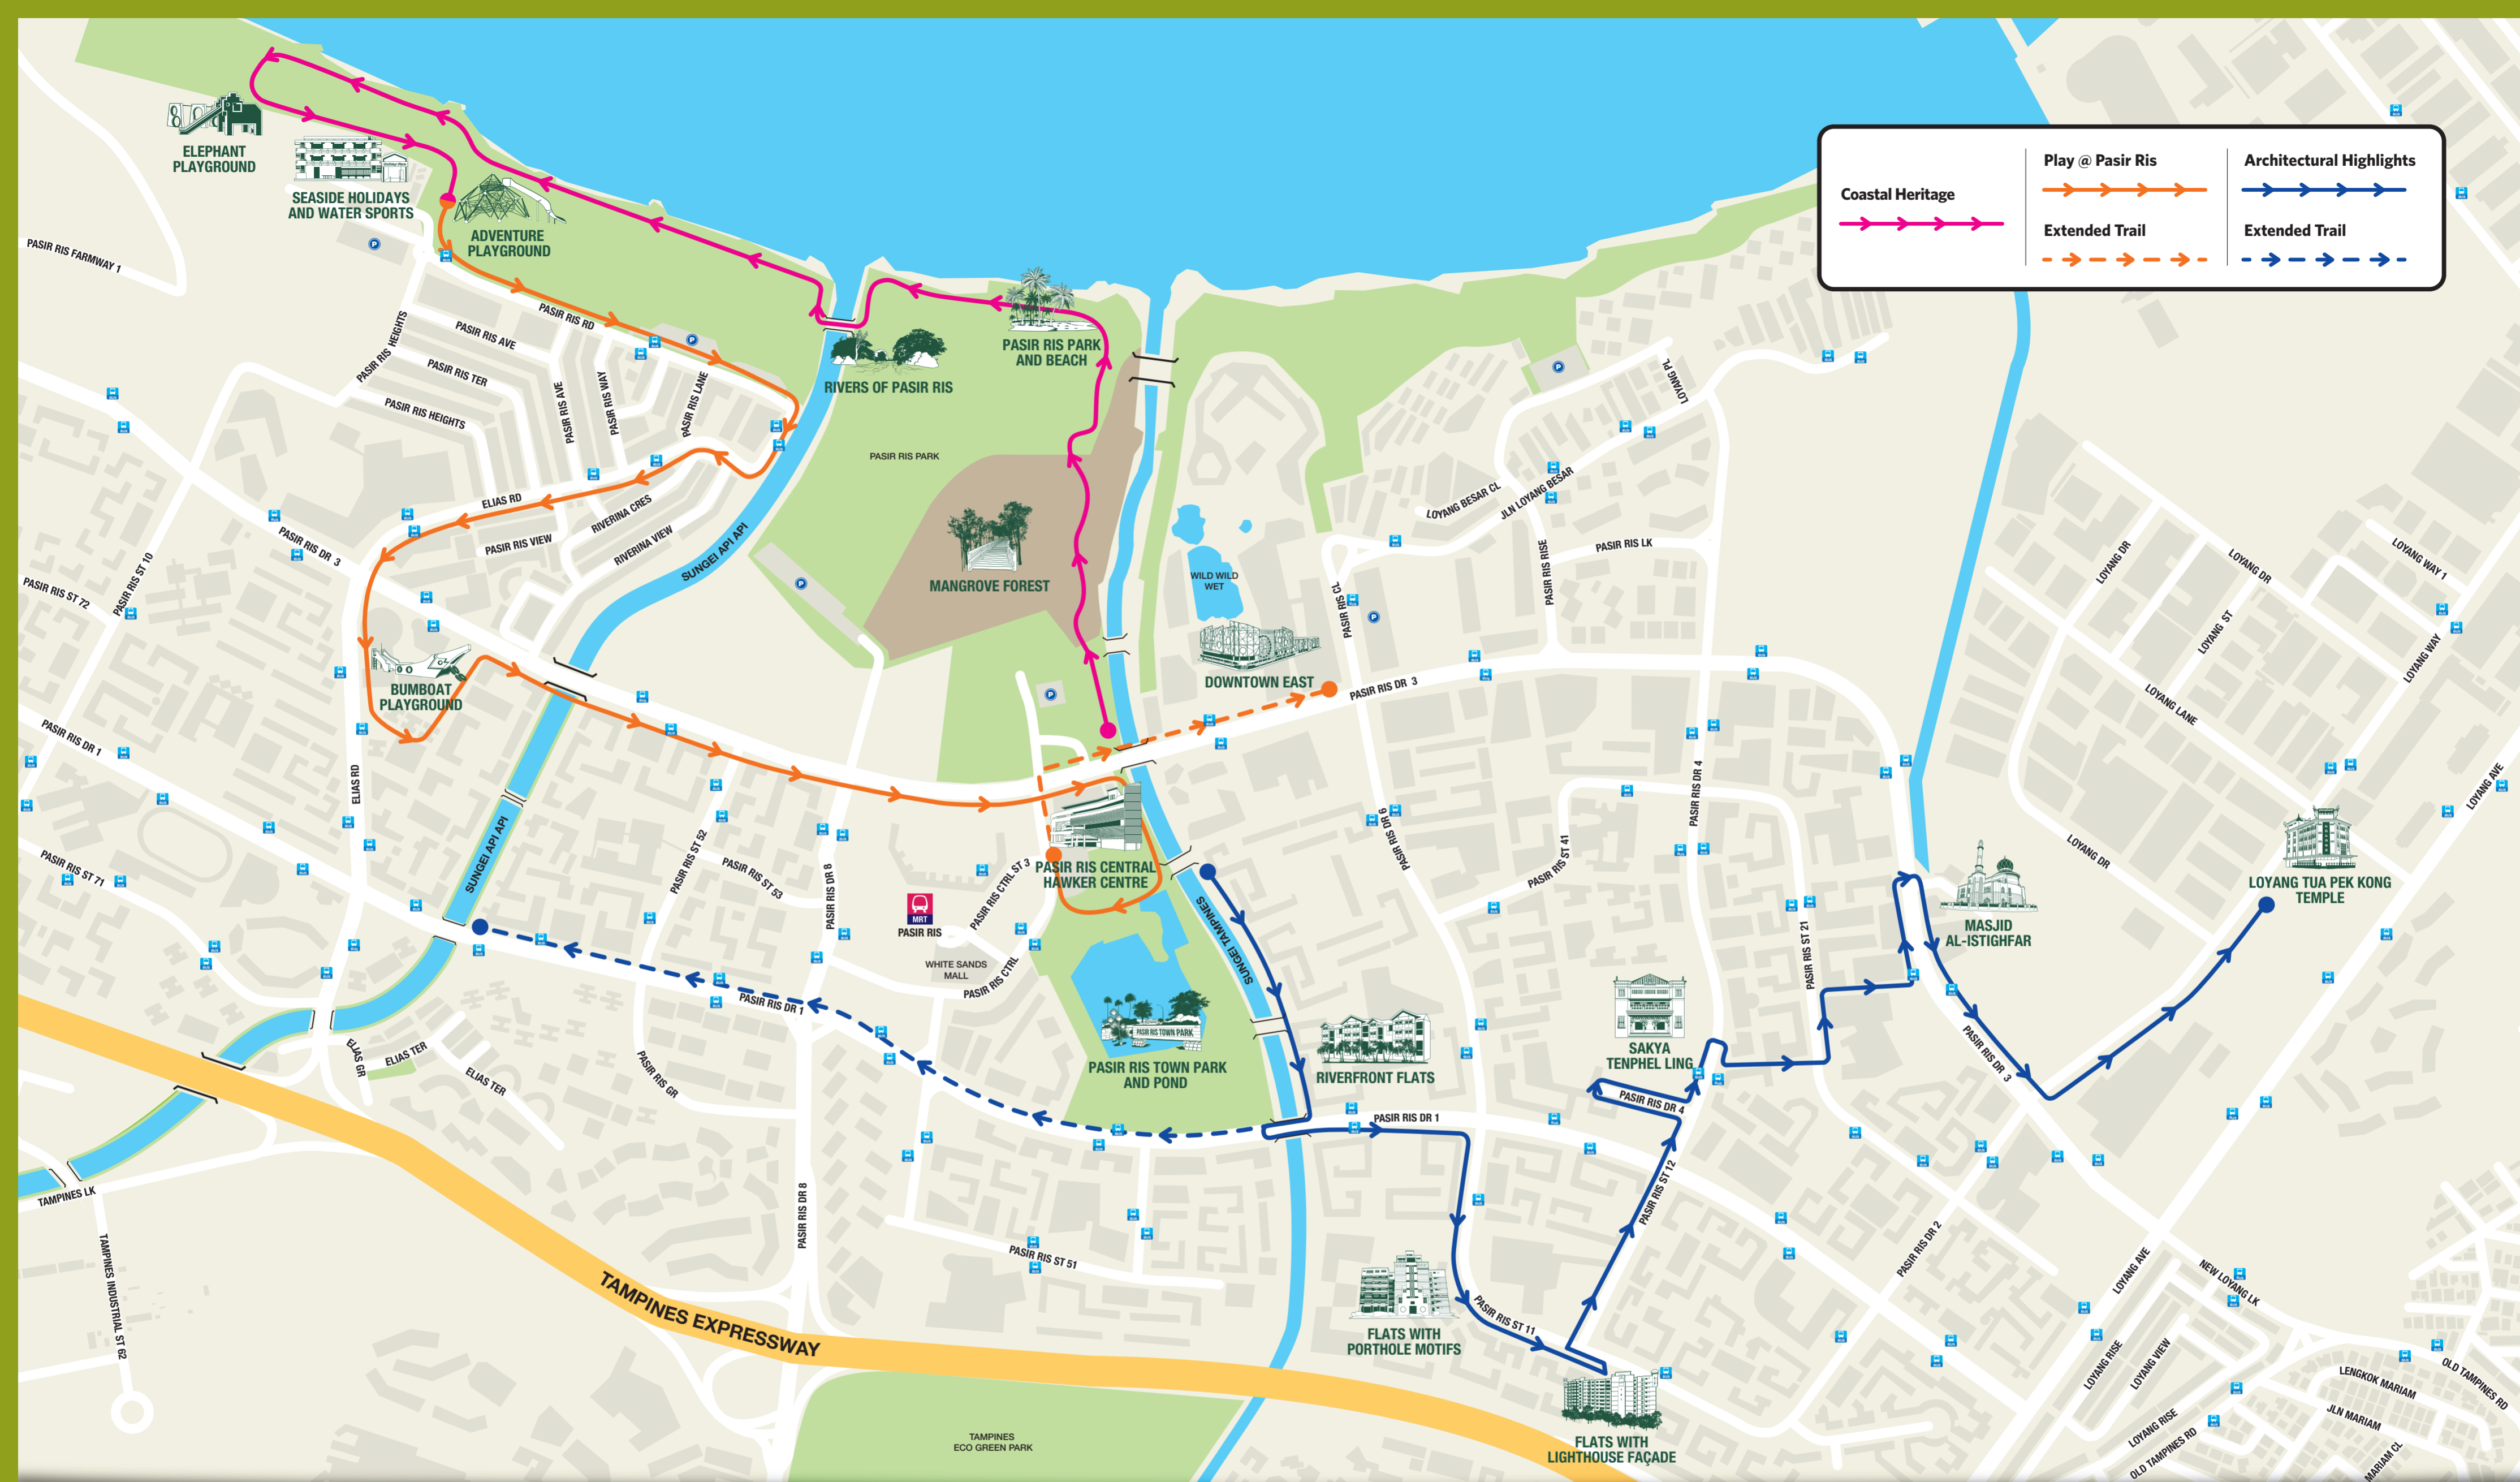 Coastal Heritage
Play @ Pasir Ris
Extended Trail
Architectural Highlights
Extended Trail
ELEPHANT
PLAYGROUND
SEASIDE HOLIDAYS
AND WATER SPORTS
ADVENTURE
PLAYGROUND
PASIR RIS FARMWAY 1
P
PASIR RIS RD
PASIR RIS HEIGHTS
PASIR RIS AVE
PASIR RIS TER
PASIR RIS HEIGHTS
PASIR RIS AVE
PASIR RIS WAY
PASIR RIS LANE
P
RIVERS OF PASIR RIS
PASIR RIS PARK
AND BEACH
PASIR RIS PARK
MANGROVE FOREST
ELIAS RD
PASIR RIS VIEW
RIVERINA CRES
RIVERINA VIEW
SUNGEI API API
P
PASIR RIS DR 3
PASIR RIS ST 10
PASIR RIS ST 72
BUMBOAT
PLAYGROUND
PASIR RIS DR 1
ELIAS RD
PASIR RIS ST 71
SUNGEI API API
PASIR RIS ST 52
PASIR RIS ST 53
PASIR RIS DR 8
MRT
PASIR RIS
PASIR RIS CTRL ST 3
WHITE SANDS
MALL
PASIR RIS CTRL
P
PASIR RIS CENTRAL
HAWKER CENTRE
WILD WILD
WET
DOWNTOWN EAST
PASIR RIS CL
P
PASIR RIS DR 3
P
LOYANG PL
LOYANG BESAR CL
JLN LOYANG BESAR
PASIR RIS RISE
PASIR RIS LK
PASIR RIS DR 6
PASIR RIS ST 41
PASIR RIS DR 4
PASIR RIS ST 21
SUNGEI TAMPINES
PASIR RIS TOWN PARK
PASIR RIS TOWN PARK
AND POND
RIVERFRONT FLATS
SAKYA
TENPHEL LING
PASIR RIS DR 4
PASIR RIS DR 1
PASIR RIS ST 12
PASIR RIS ST 11
FLATS WITH
PORTHOLE MOTIFS
FLATS WITH
LIGHTHOUSE FAÇADE
MASJID
AL-ISTIGHFAR
LOYANG TUA PEK KONG
TEMPLE
PASIR RIS DR 3
PASIR RIS DR 2
LOYANG DR
LOYANG DR
LOYANG WAY 1
LOYANG ST
LOYANG WAY
LOYANG LANE
LOYANG DR
LOYANG AVE
LOYANG AVE
NEW LOYANG LK
LOYANG RISE
LOYANG VIEW
LOYANG RISE
OLD TAMPINES RD
LENGKOK MARIAM
JLN MARIAM
MARIAM CL
OLD TAMPINES RD
PASIR RIS DR 1
PASIR RIS GR
ELIAS GR
ELIAS TER
ELIAS TER
PASIR RIS DR 8
PASIR RIS ST 51
TAMPINES LK
TAMPINES INDUSTRIAL ST 62
TAMPINES EXPRESSWAY
TAMPINES
ECO GREEN PARK